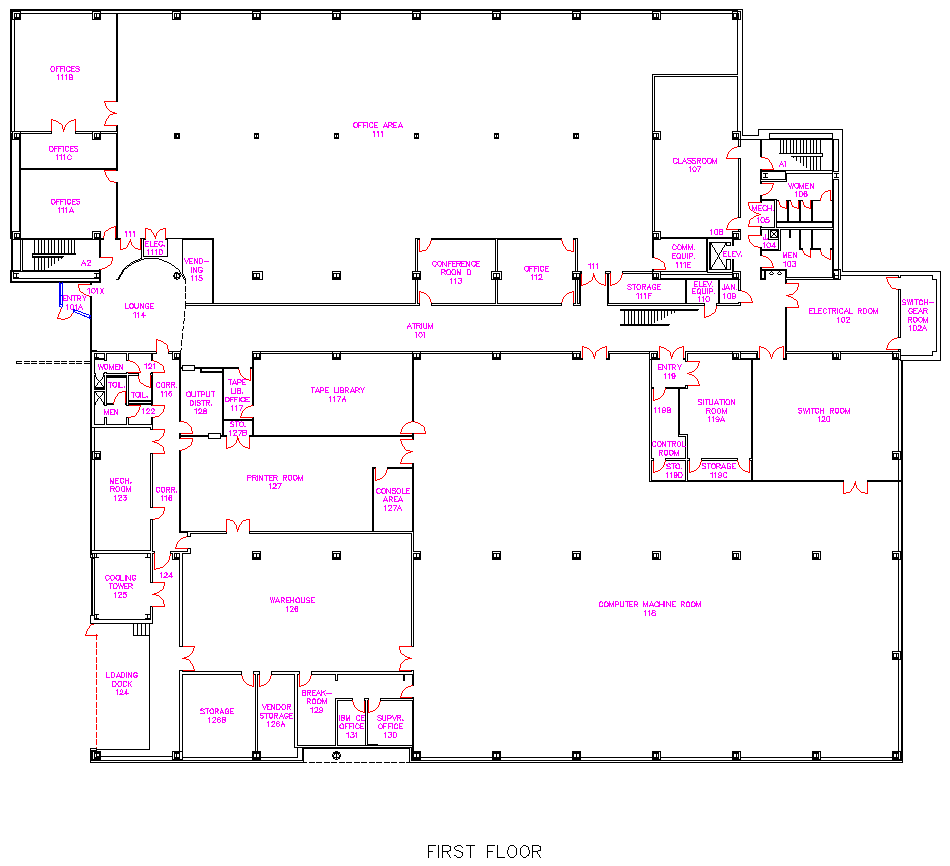 OFFICES
111B
OFFICE AREA
111
OFFICES
111C
CLASSROOM
107
A1
OFFICES
111A
WOMEN
106
MECH.
105
108
104
111
ELEC.
111D
A2
VEND-
ING
115
CONFERENCE
ROOM D
113
OFFICE
112
111
COMM.
EQUIP.
111E
ELEV.
MEN
103
101X
ENTRY
101A
LOUNGE
114
STORAGE
111F
ELEV.
EQUIP.
110
JAN.
109
ELECTRICAL ROOM
102
SWITCH-
GEAR
ROOM
102A
ATRIUM
101
WOMEN
121
TOIL.
TOIL.
MEN
122
CORR.
116
OUTPUT
DISTR.
128
TAPE
LIB.
OFFICE
117
STO.
127B
TAPE LIBRARY
117A
ENTRY
119
119B
SITUATION
ROOM
119A
SWITCH ROOM
120
CONTROL
ROOM
STO.
119D
STORAGE
119C
MECH.
ROOM
123
CORR.
116
PRINTER ROOM
127
CONSOLE
AREA
127A
COOLING
TOWER
125
124
WAREHOUSE
126
COMPUTER MACHINE ROOM
118
LOADING
DOCK
124
STORAGE
126B
VENDOR
STORAGE
126A
BREAK-
ROOM
129
IBM CE
OFFICE
131
SUPVR.
OFFICE
130
FIRST FLOOR